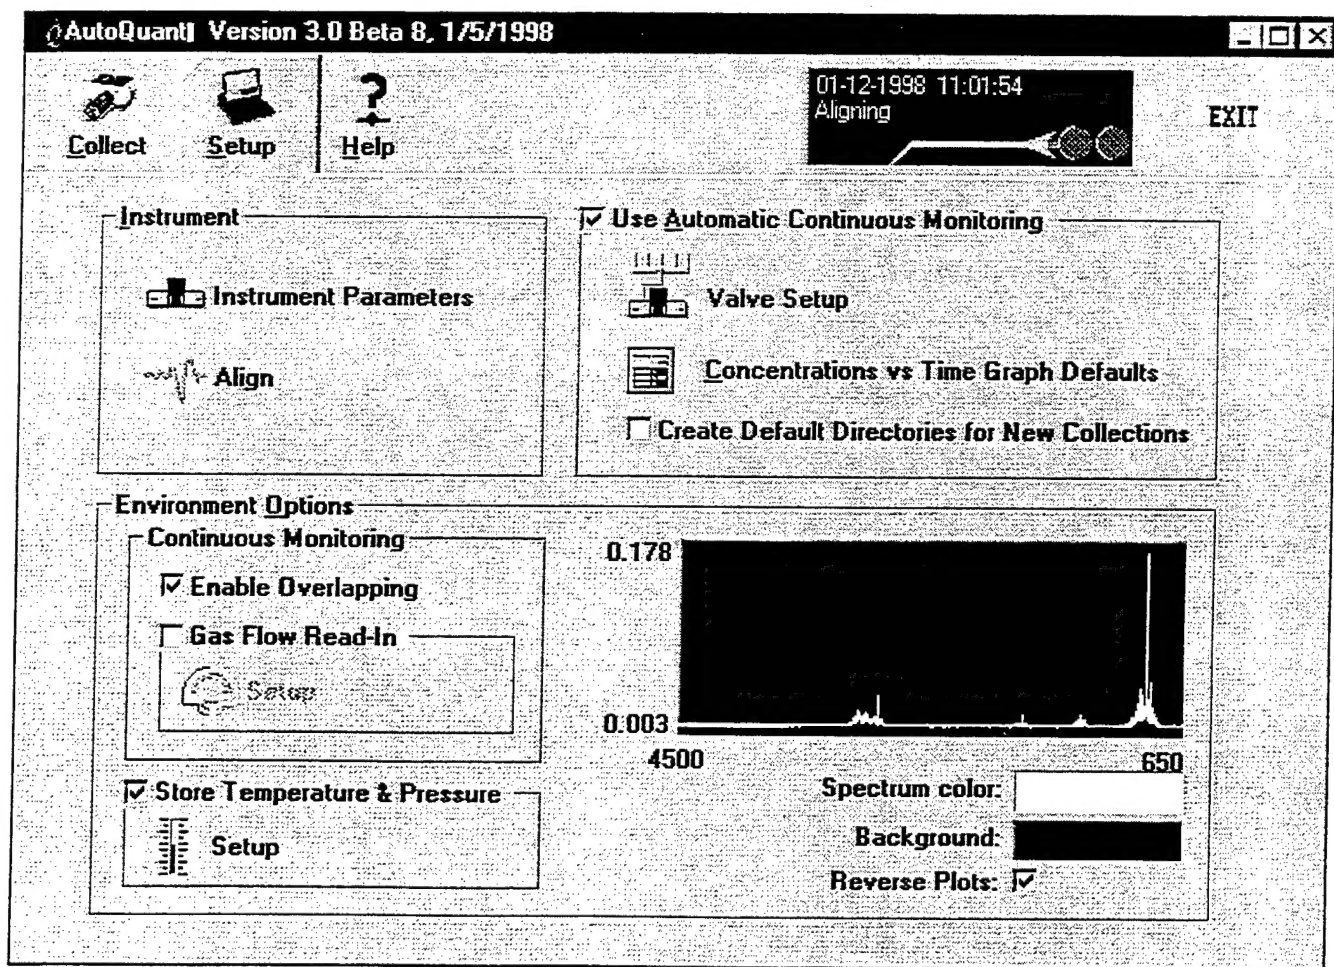 AutoQuant Version 3.0 Beta 8, 1/5/1998
Collect
Setup
Help
01-12-1998 11:01:54
Aligning
EXIT
Instrument
Instrument Parameters
Align
Use Automatic Continuous Monitoring
Valve Setup
Concentrations vs Time Graph Defaults
Create Default Directories for New Collections
Environment Options
Continuous Monitoring
Enable Overlapping
Gas Flow Read-In
Setup
Store Temperature & Pressure
Setup
0.178
0.003
4500
650
Spectrum color:
Background:
Reverse Plots: